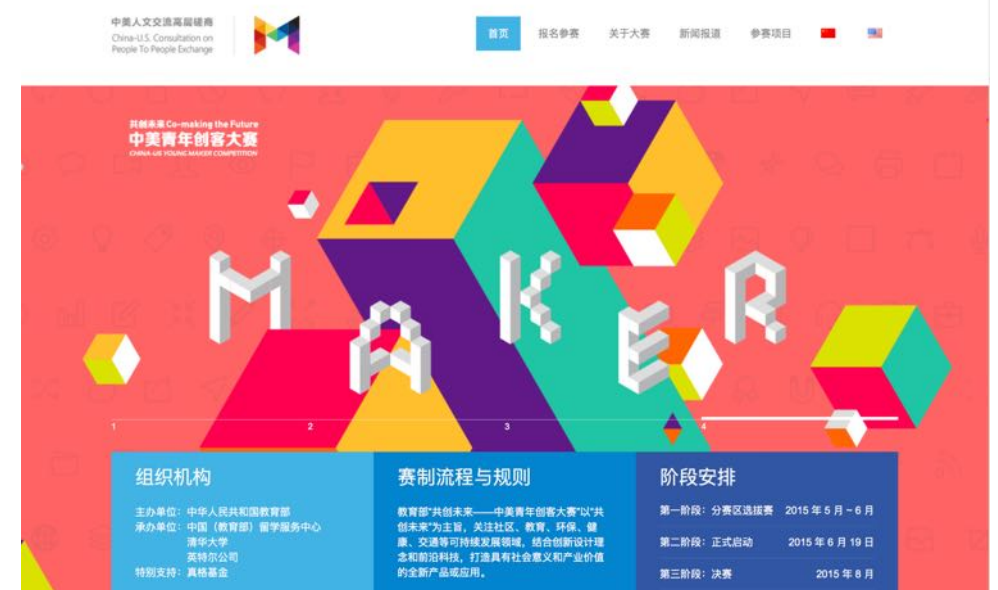 中美人文交流高层磋商
China-U.S. Consultation on
People To People Exchange
首页 报名参赛 关于大赛 新闻报道 参赛项目
共创未来 Co-making the Future
中美青年创客大赛
CHINA-US YOUNG MAKER COMPETITION
MAKER
1 2 3 4
组织机构
主办单位：中华人民共和国教育部
承办单位：中国（教育部）留学服务中心
清华大学
英特尔公司
特别支持：真格基金
赛制流程与规则
教育部“共创未来——中美青年创客大赛”以“共
创未来”为主旨，关注社区、教育、环保、健
康、交通等可持续发展领域，结合创新设计理
念和前沿科技，打造具有社会意义和产业价值
的全新产品或应用。
阶段安排
第一阶段：分赛区选拔赛 2015 年 5 月 ~ 6 月
第二阶段：正式启动 2015 年 6 月 19 日
第三阶段：决赛 2015 年 8 月